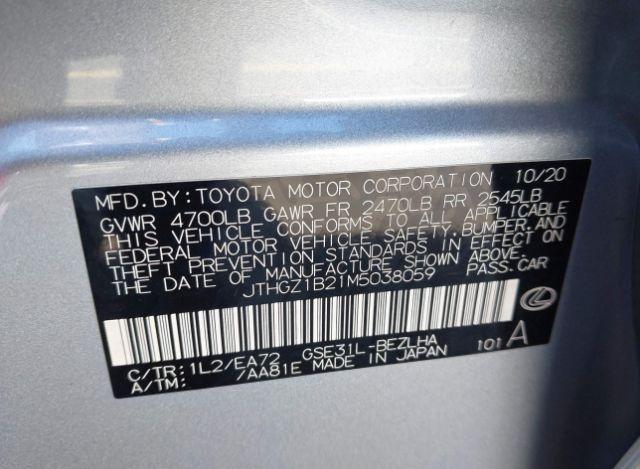 MFD. BY: TOYOTA MOTOR CORPORATION 10/20
GVWR 4700LB GAWR FR 2470LB RR 2545LB
THIS VEHICLE CONFORMS TO ALL APPLICABLE
FEDERAL MOTOR VEHICLE SAFETY, BUMPER, AND
THEFT PREVENTION STANDARDS IN EFFECT ON
THE DATE OF MANUFACTURE SHOWN ABOVE.
JTHGZ1B21M5038059 PASS. CAR
C/TR: 1L2/EA72 GSE31L-BEZLHA
A/TM: /AA81E MADE IN JAPAN 101 A